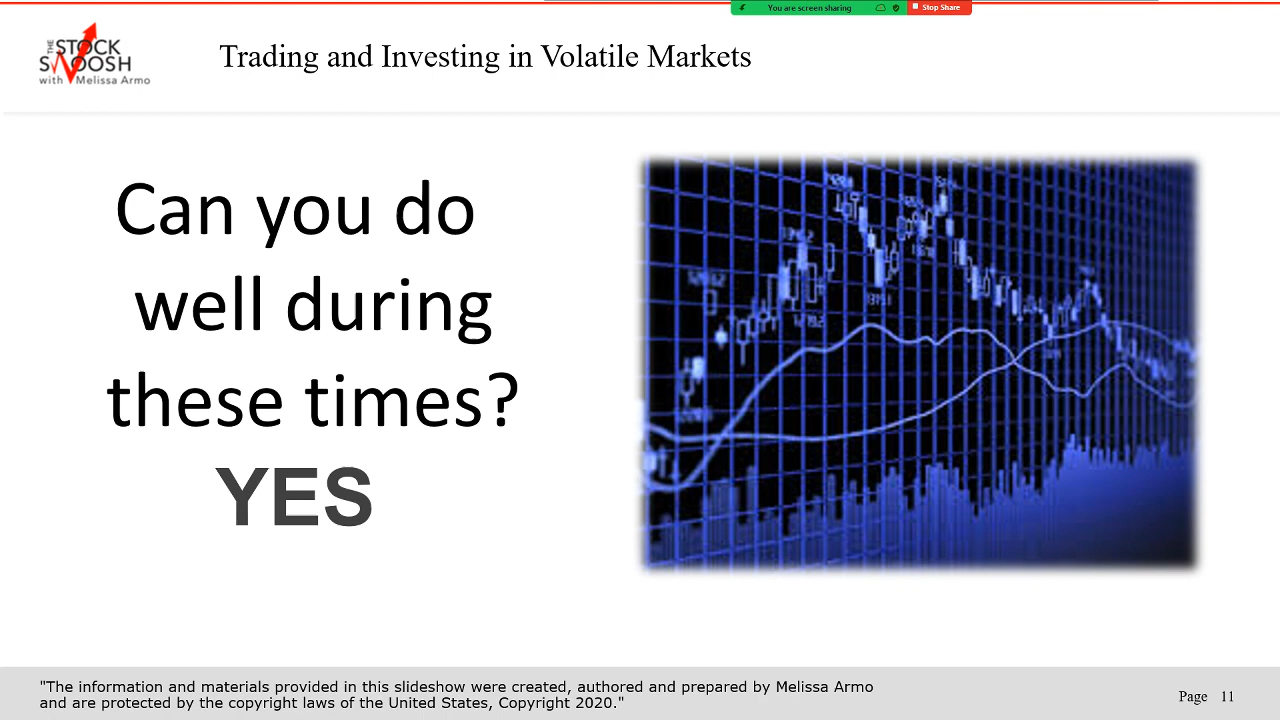 You are screen sharing
Stop Share
THE STOCK
SWOOSH
with Melissa Armo
Trading and Investing in Volatile Markets
Can you do
well during
these times?
YES
"The information and materials provided in this slideshow were created, authored and prepared by Melissa Armo
and are protected by the copyright laws of the United States, Copyright 2020."
Page 11